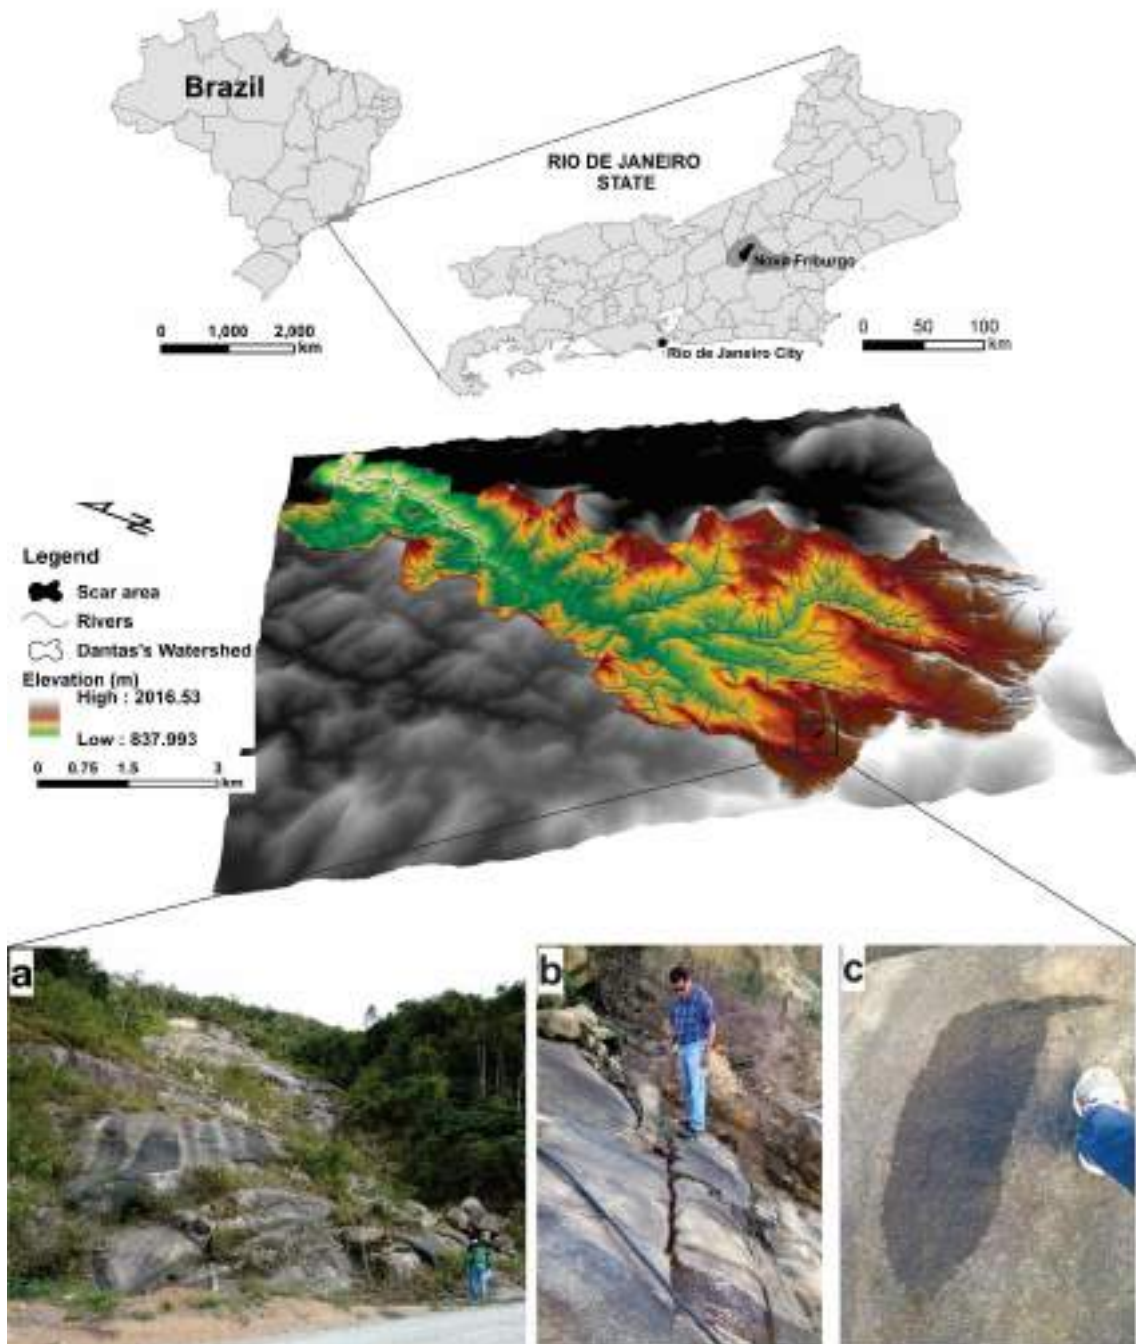 Brazil
RIO DE JANEIRO
STATE
Nova Friburgo
0 1,000 2,000
km
0 50 100
km
Rio de Janeiro City
N
Legend
Scar area
Rivers
Dantas's Watershed
Elevation (m)
High : 2016.53
Low : 837.993
0 0.75 1.5 3
km
a
b
c